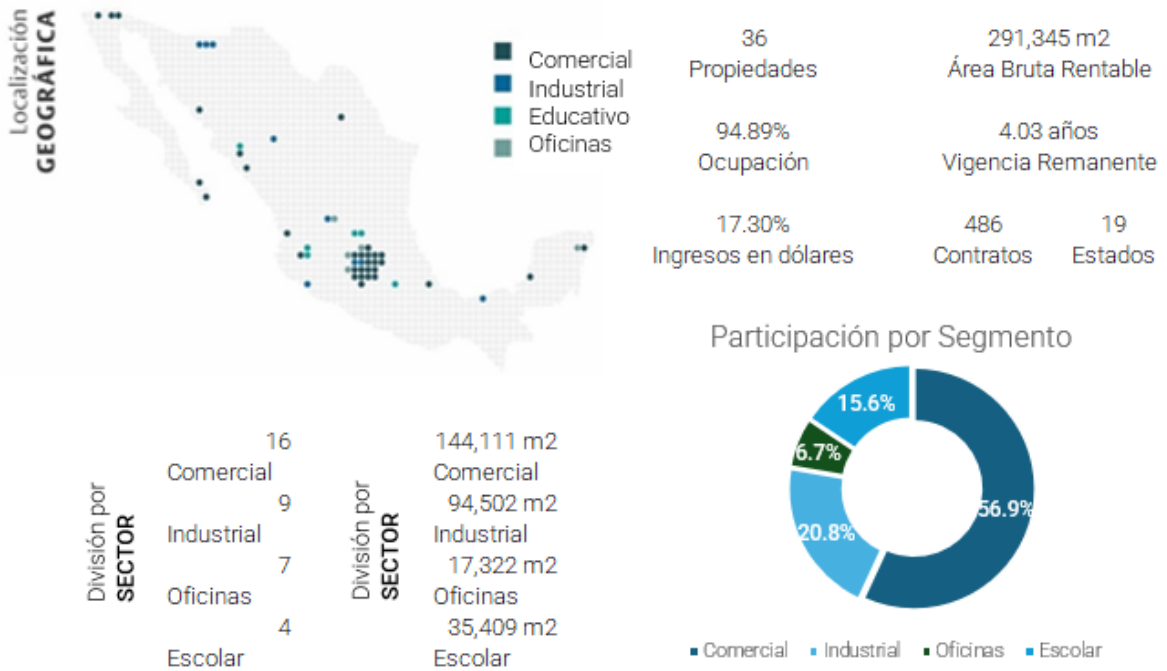 Localización
GEOGRÁFICA
Comercial
Industrial
Educativo
Oficinas
36
Propiedades
291,345 m2
Área Bruta Rentable
94.89%
Ocupación
4.03 años
Vigencia Remanente
17.30%
Ingresos en dólares
486
Contratos
19
Estados
División por
SECTOR
16
Comercial
9
Industrial
7
Oficinas
4
Escolar
División por
SECTOR
144,111 m2
Comercial
94,502 m2
Industrial
17,322 m2
Oficinas
35,409 m2
Escolar
Participación por Segmento
15.6%
6.7%
56.9%
20.8%
Comercial Industrial Oficinas Escolar